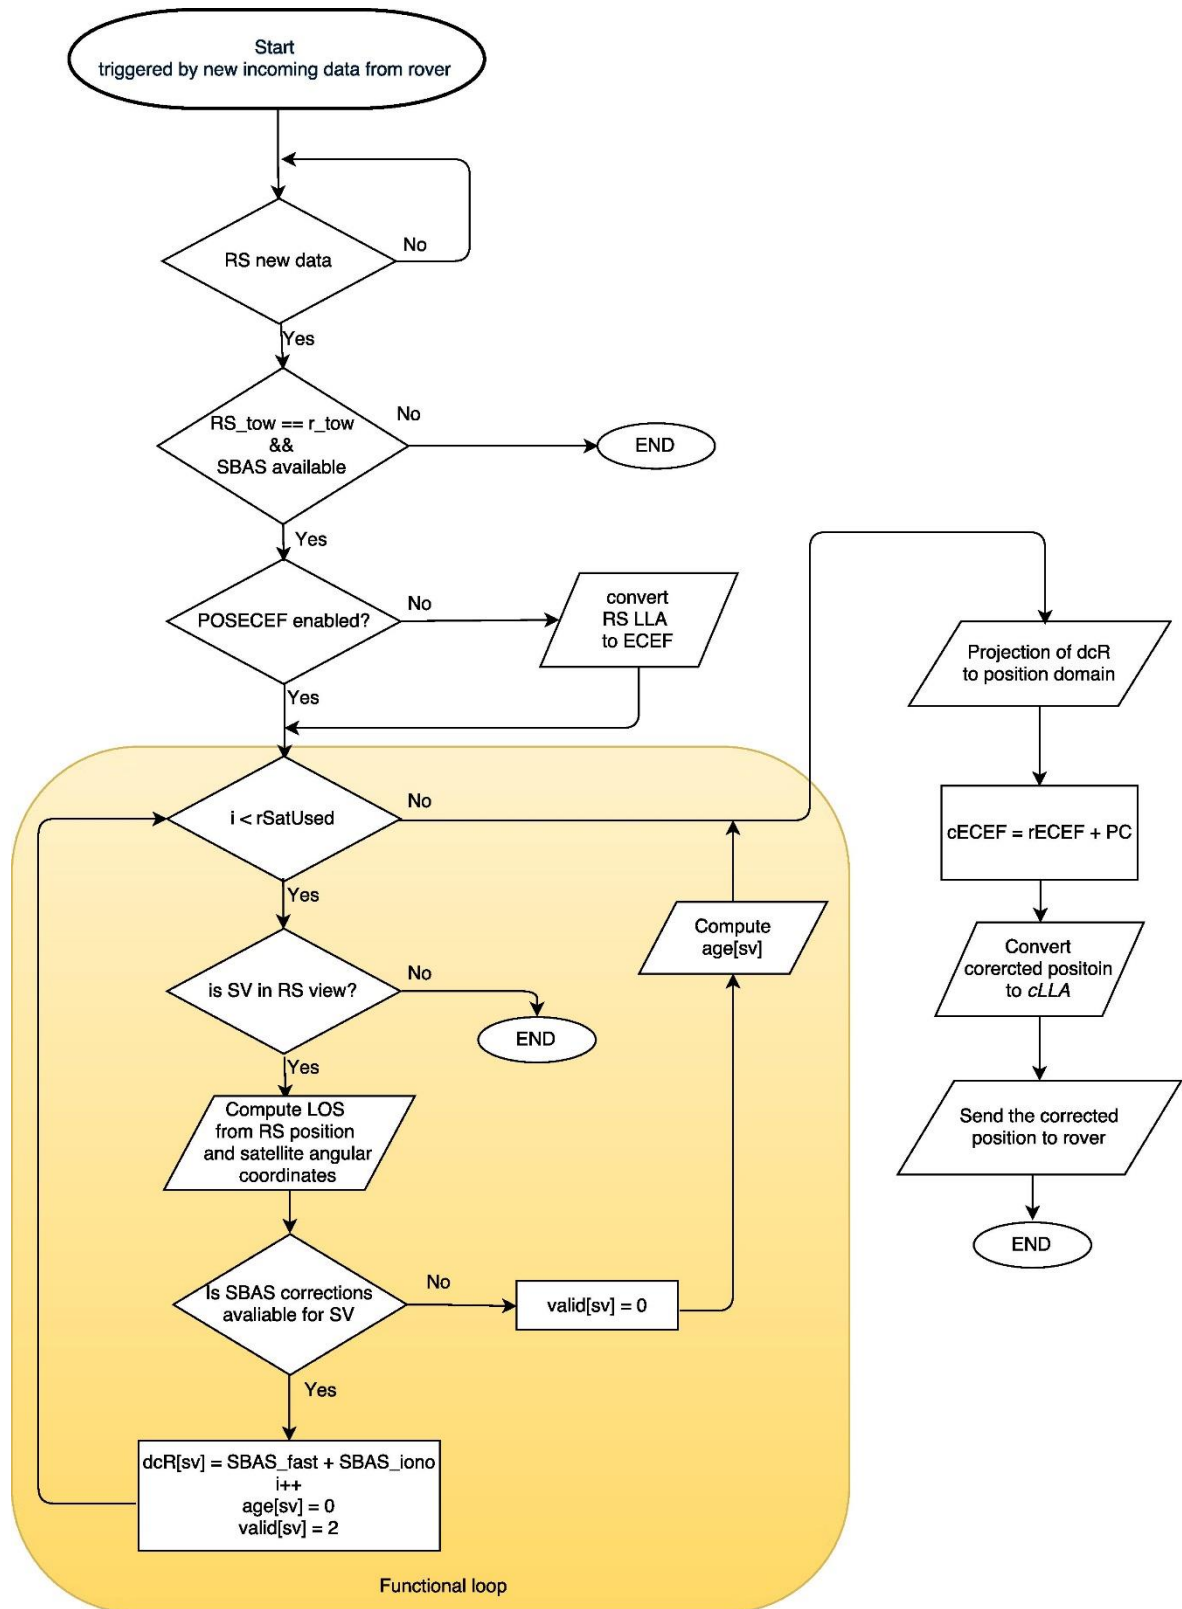 Start
triggered by new incoming data from rover
RS new data
No
Yes
RS_tow == r_tow
&&
SBAS available
No
END
Yes
POSECEF enabled?
No
convert
RS LLA
to ECEF
Yes
i < rSatUsed
No
Yes
is SV in RS view?
No
END
Yes
Compute LOS
from RS position
and satellite angular
coordinates
Is SBAS corrections
avaliable for SV
No
valid[sv] = 0
Compute
age[sv]
Yes
dcR[sv] = SBAS_fast + SBAS_iono
i++
age[sv] = 0
valid[sv] = 2
Functional loop
Projection of dcR
to position domain
cECEF = rECEF + PC
Convert
corercted positoin
to cLLA
Send the corrected
position to rover
END